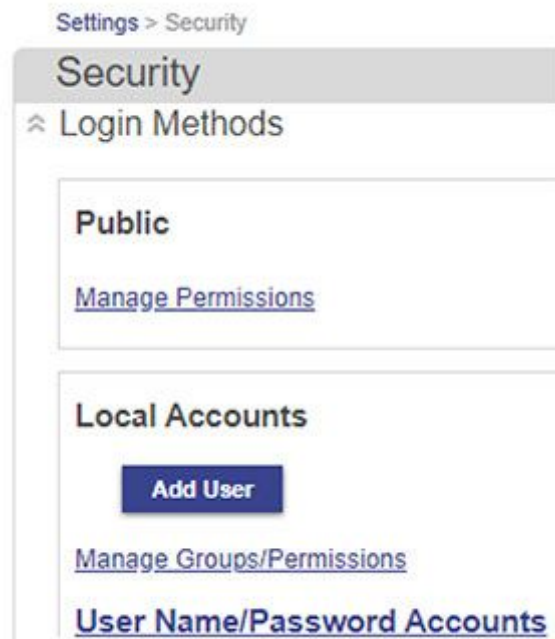 Settings > Security
Security
Login Methods
Public
Manage Permissions
Local Accounts
Add User
Manage Groups/Permissions
User Name/Password Accounts